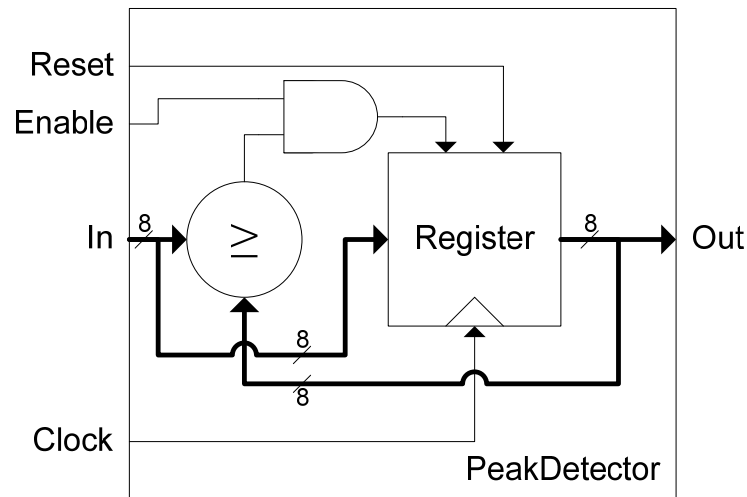 Reset
Enable
8
In
≥
Register
8
Out
8
8
Clock
PeakDetector